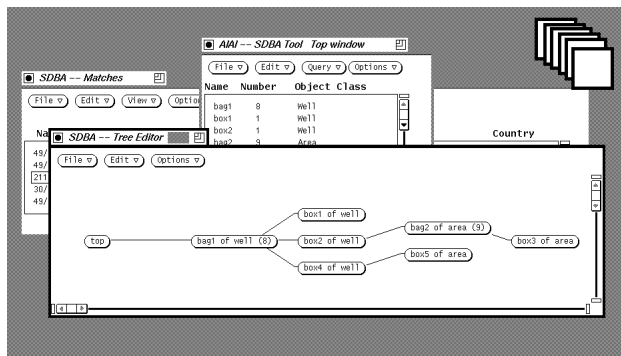 AIAI -- SDBA Tool Top window
File Edit Query Options
Name Number Object Class
bag1 8 Well
box1 1 Well
box2 1 Well
bag2 9 Area
SDBA -- Matches
File Edit View Option
Na
Country
49/
49/
211
30/
49/
SDBA -- Tree Editor
File Edit Options
box1 of well
bag2 of area (9)
top bag1 of well (8) box2 of well box3 of area
box5 of area
box4 of well